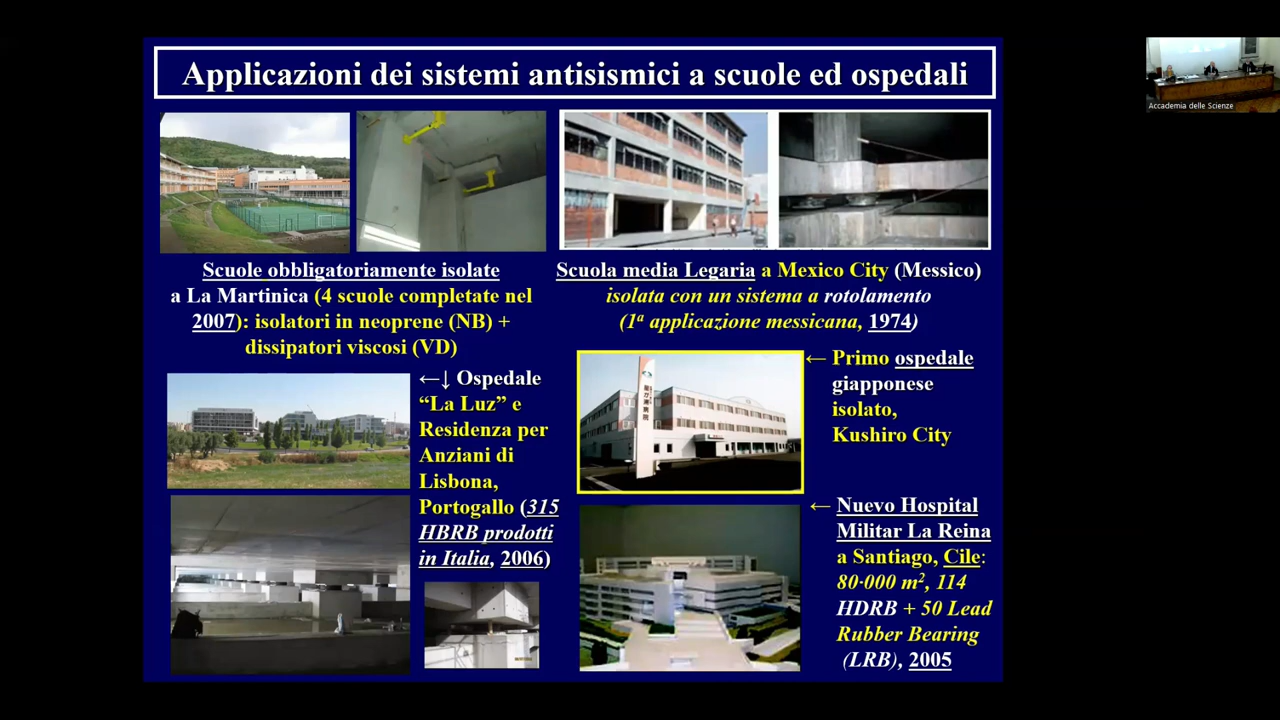 Applicazioni dei sistemi antisismici a scuole ed ospedali
Accademia delle Scienze
Scuole obbligatoriamente isolate
a La Martinica (4 scuole completate nel
2007): isolatori in neoprene (NB) +
dissipatori viscosi (VD)
Scuola media Legaria a Mexico City (Messico)
isolata con un sistema a rotolamento
(1ª applicazione messicana, 1974)
←↓ Ospedale
“La Luz” e
Residenza per
Anziani di
Lisbona,
Portogallo (315
HBRB prodotti
in Italia, 2006)
← Primo ospedale
giapponese
isolato,
Kushiro City
← Nuevo Hospital
Militar La Reina
a Santiago, Cile:
80·000 m², 114
HDRB + 50 Lead
Rubber Bearing
(LRB), 2005